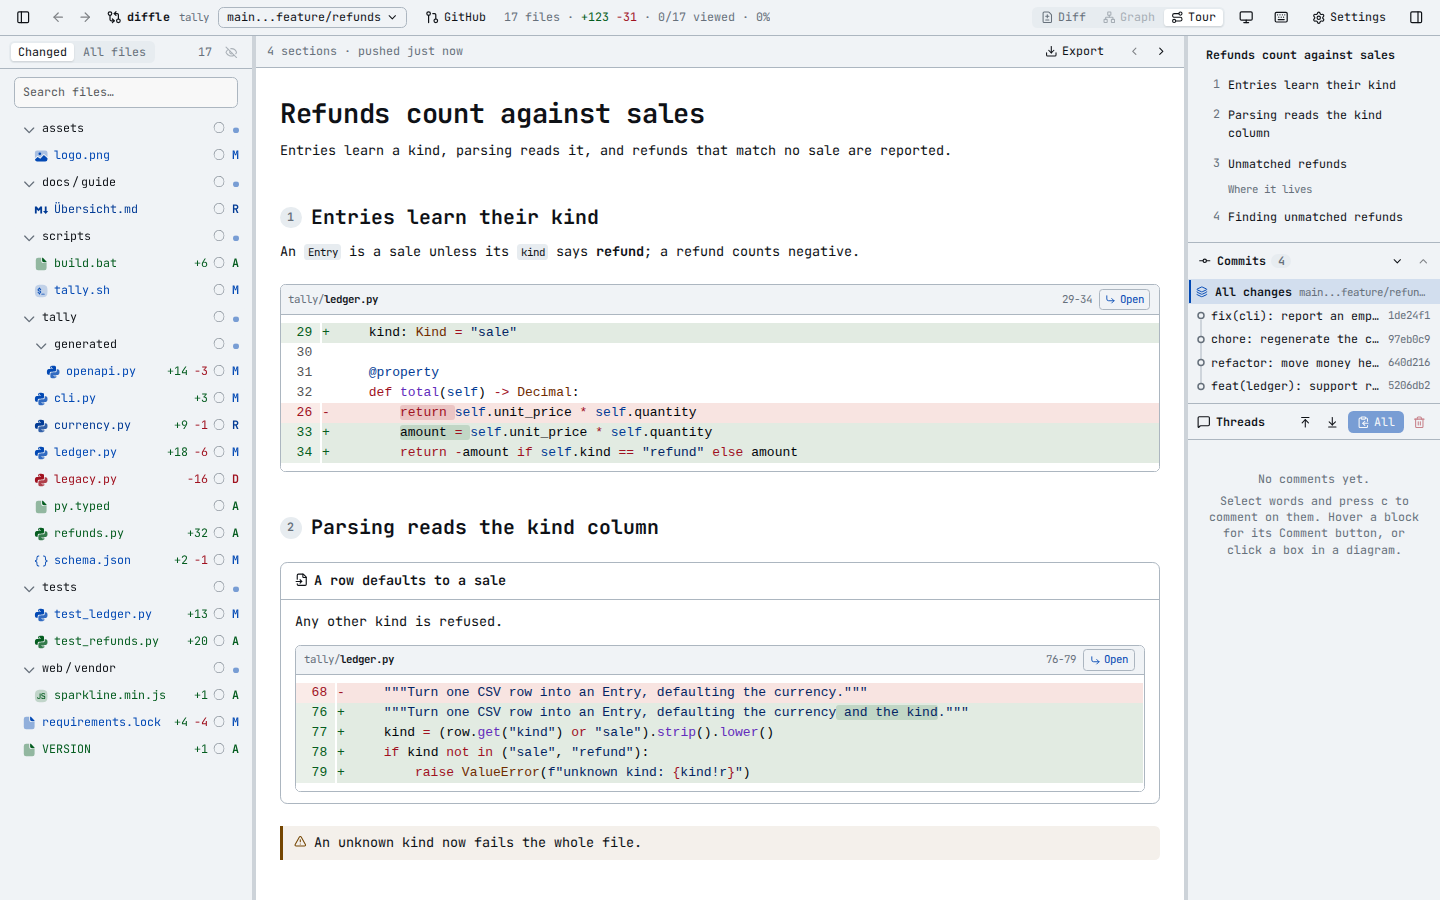 diffle tally main...feature/refunds GitHub 17 files · +123 -31 · 0/17 viewed · 0% Diff Graph Tour Settings
Changed All files 17
Search files…
assets
logo.png M
docs/guide
Übersicht.md R
scripts
build.bat +6 A
tally.sh M
tally
generated
openapi.py +14 -3 M
cli.py +3 M
currency.py +9 -1 R
ledger.py +18 -6 M
legacy.py -16 D
py.typed A
refunds.py +32 A
schema.json +2 -1 M
tests
test_ledger.py +13 M
test_refunds.py +20 A
web/vendor
sparkline.min.js +1 A
requirements.lock +4 -4 M
VERSION +1 A
4 sections · pushed just now Export
Refunds count against sales
Entries learn a kind, parsing reads it, and refunds that match no sale are reported.
1 Entries learn their kind
An Entry is a sale unless its kind says refund; a refund counts negative.
tally/ledger.py 29-34 Open
29 + kind: Kind = "sale"
30
31 @property
32 def total(self) -> Decimal:
26 - return self.unit_price * self.quantity
33 + amount = self.unit_price * self.quantity
34 + return -amount if self.kind == "refund" else amount
2 Parsing reads the kind column
A row defaults to a sale
Any other kind is refused.
tally/ledger.py 76-79 Open
68 - """Turn one CSV row into an Entry, defaulting the currency."""
76 + """Turn one CSV row into an Entry, defaulting the currency and the kind."""
77 + kind = (row.get("kind") or "sale").strip().lower()
78 + if kind not in ("sale", "refund"):
79 + raise ValueError(f"unknown kind: {kind!r}")
An unknown kind now fails the whole file.
Refunds count against sales
1 Entries learn their kind
2 Parsing reads the kind
column
3 Unmatched refunds
Where it lives
4 Finding unmatched refunds
Commits 4
All changes main...feature/refun…
fix(cli): report an emp… 1de24f1
chore: regenerate the c… 97eb0c9
refactor: move money he… 640d216
feat(ledger): support r… 5206db2
Threads All
No comments yet.
Select words and press c to
comment on them. Hover a block
for its Comment button, or
click a box in a diagram.